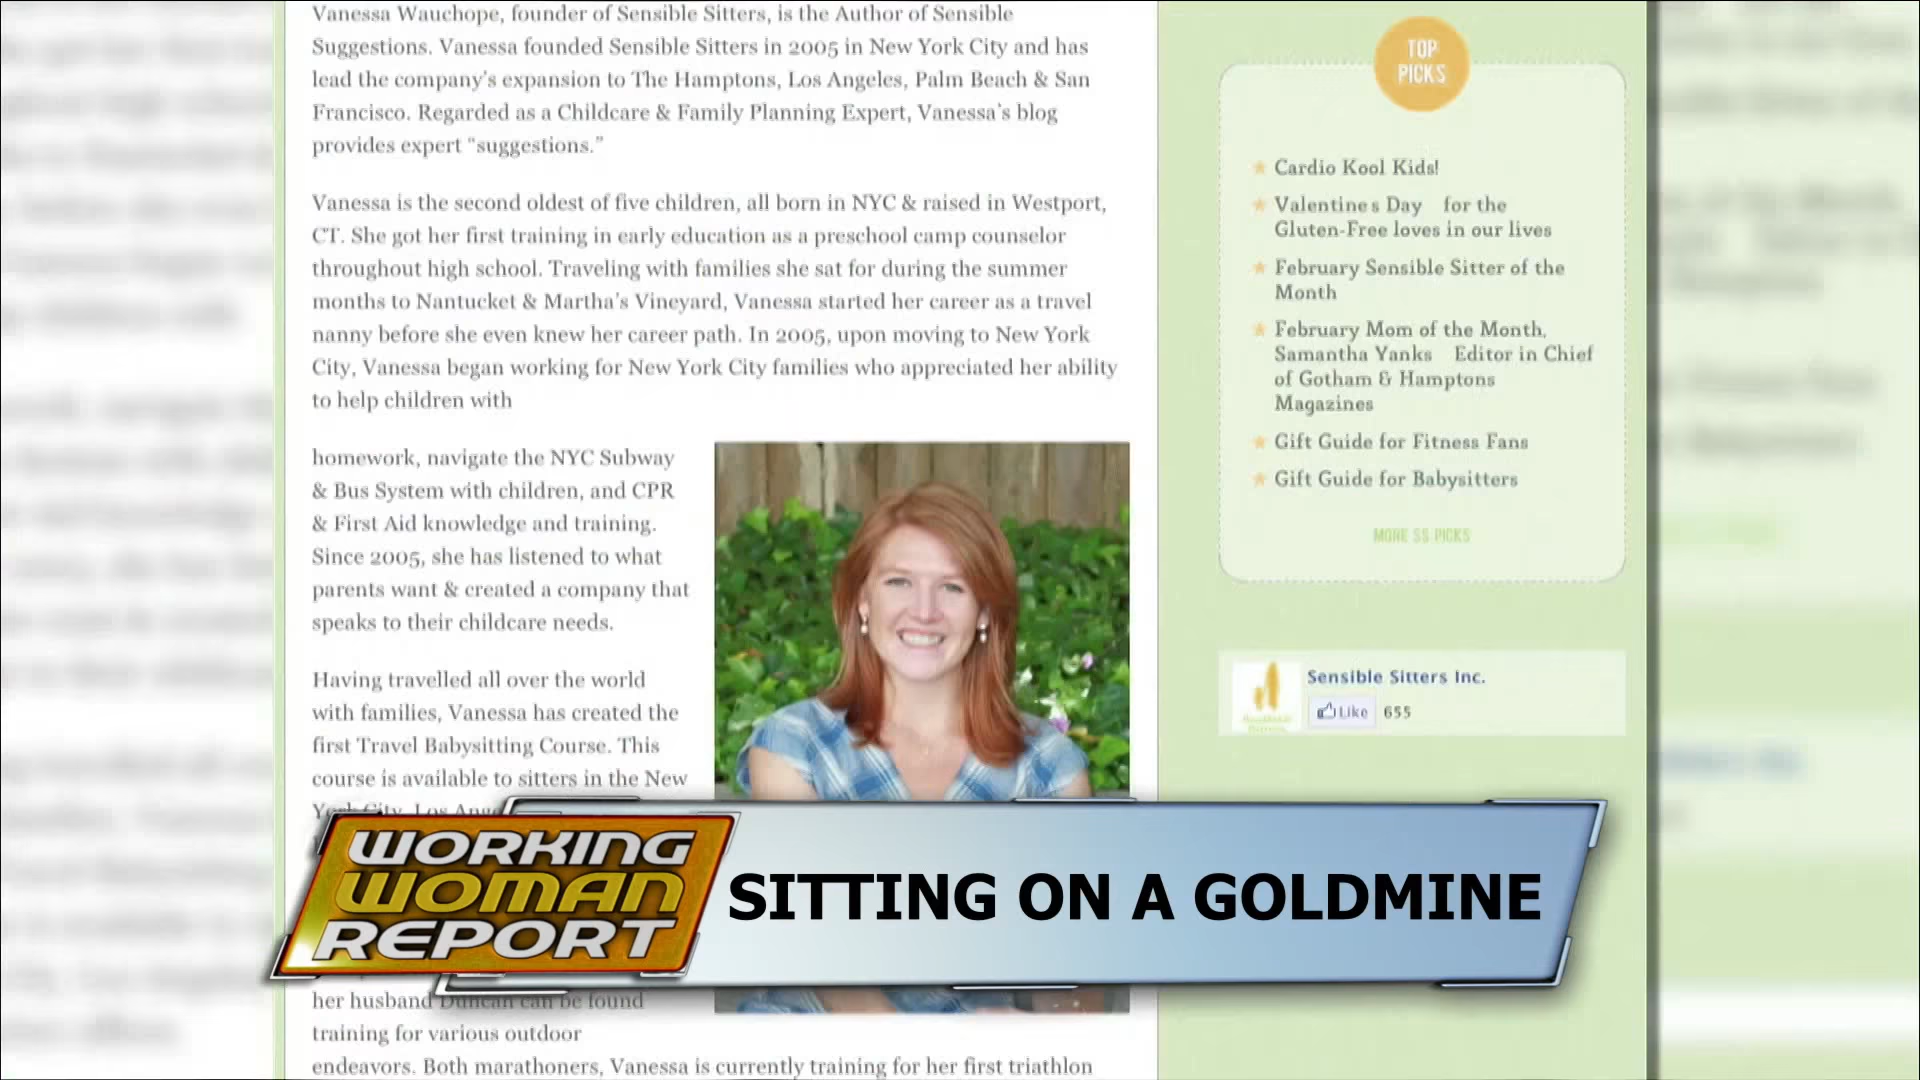 Vanessa Wauchope, founder of Sensible Sitters, is the Author of Sensible
Suggestions. Vanessa founded Sensible Sitters in 2005 in New York City and has
lead the company's expansion to The Hamptons, Los Angeles, Palm Beach & San
Francisco. Regarded as a Childcare & Family Planning Expert, Vanessa's blog
provides expert "suggestions."
Vanessa is the second oldest of five children, all born in NYC & raised in Westport,
CT. She got her first training in early education as a preschool camp counselor
throughout high school. Traveling with families she sat for during the summer
months to Nantucket & Martha's Vineyard, Vanessa started her career as a travel
nanny before she even knew her career path. In 2005, upon moving to New York
City, Vanessa began working for New York City families who appreciated her ability
to help children with
homework, navigate the NYC Subway
& Bus System with children, and CPR
& First Aid knowledge and training.
Since 2005, she has listened to what
parents want & created a company that
speaks to their childcare needs.
Having travelled all over the world
with families, Vanessa has created the
first Travel Babysitting Course. This
course is available to sitters in the New
York City, Los
her husband Duncan can be found
training for various outdoor
endeavors. Both marathoners, Vanessa is currently training for her first triathlon
TOP
PICKS
Cardio Kool Kids!
Valentines Day for the
Gluten-Free loves in our lives
February Sensible Sitter of the
Month
February Mom of the Month,
Samantha Yanks Editor in Chief
of Gotham & Hamptons
Magazines
Gift Guide for Fitness Fans
Gift Guide for Babysitters
MORE SS PICKS
Sensible Sitters Inc.
Like 655
WORKING
WOMAN
REPORT
SITTING ON A GOLDMINE